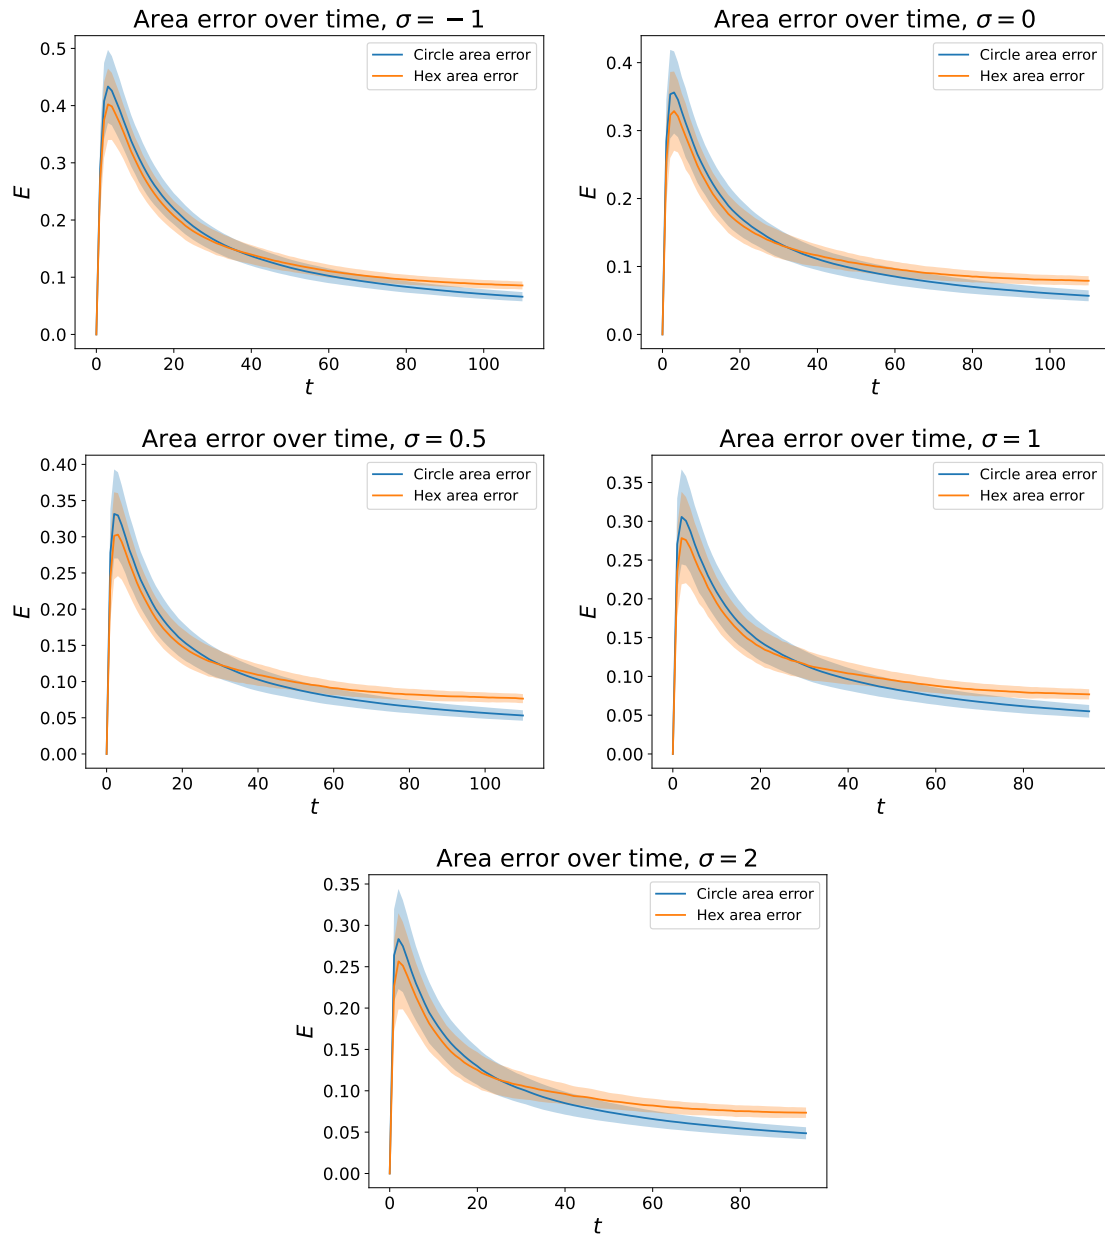 Area error over time, σ = −1
Circle area error
Hex area error
0.5
0.4
0.3
0.2
0.1
0.0
E
0 20 40 60 80 100
t
Area error over time, σ = 0
Circle area error
Hex area error
0.4
0.3
0.2
0.1
0.0
E
0 20 40 60 80 100
t
Area error over time, σ = 0.5
Circle area error
Hex area error
0.40
0.35
0.30
0.25
0.20
0.15
0.10
0.05
0.00
E
0 20 40 60 80 100
t
Area error over time, σ = 1
Circle area error
Hex area error
0.35
0.30
0.25
0.20
0.15
0.10
0.05
0.00
E
0 20 40 60 80
t
Area error over time, σ = 2
Circle area error
Hex area error
0.35
0.30
0.25
0.20
0.15
0.10
0.05
0.00
E
0 20 40 60 80
t